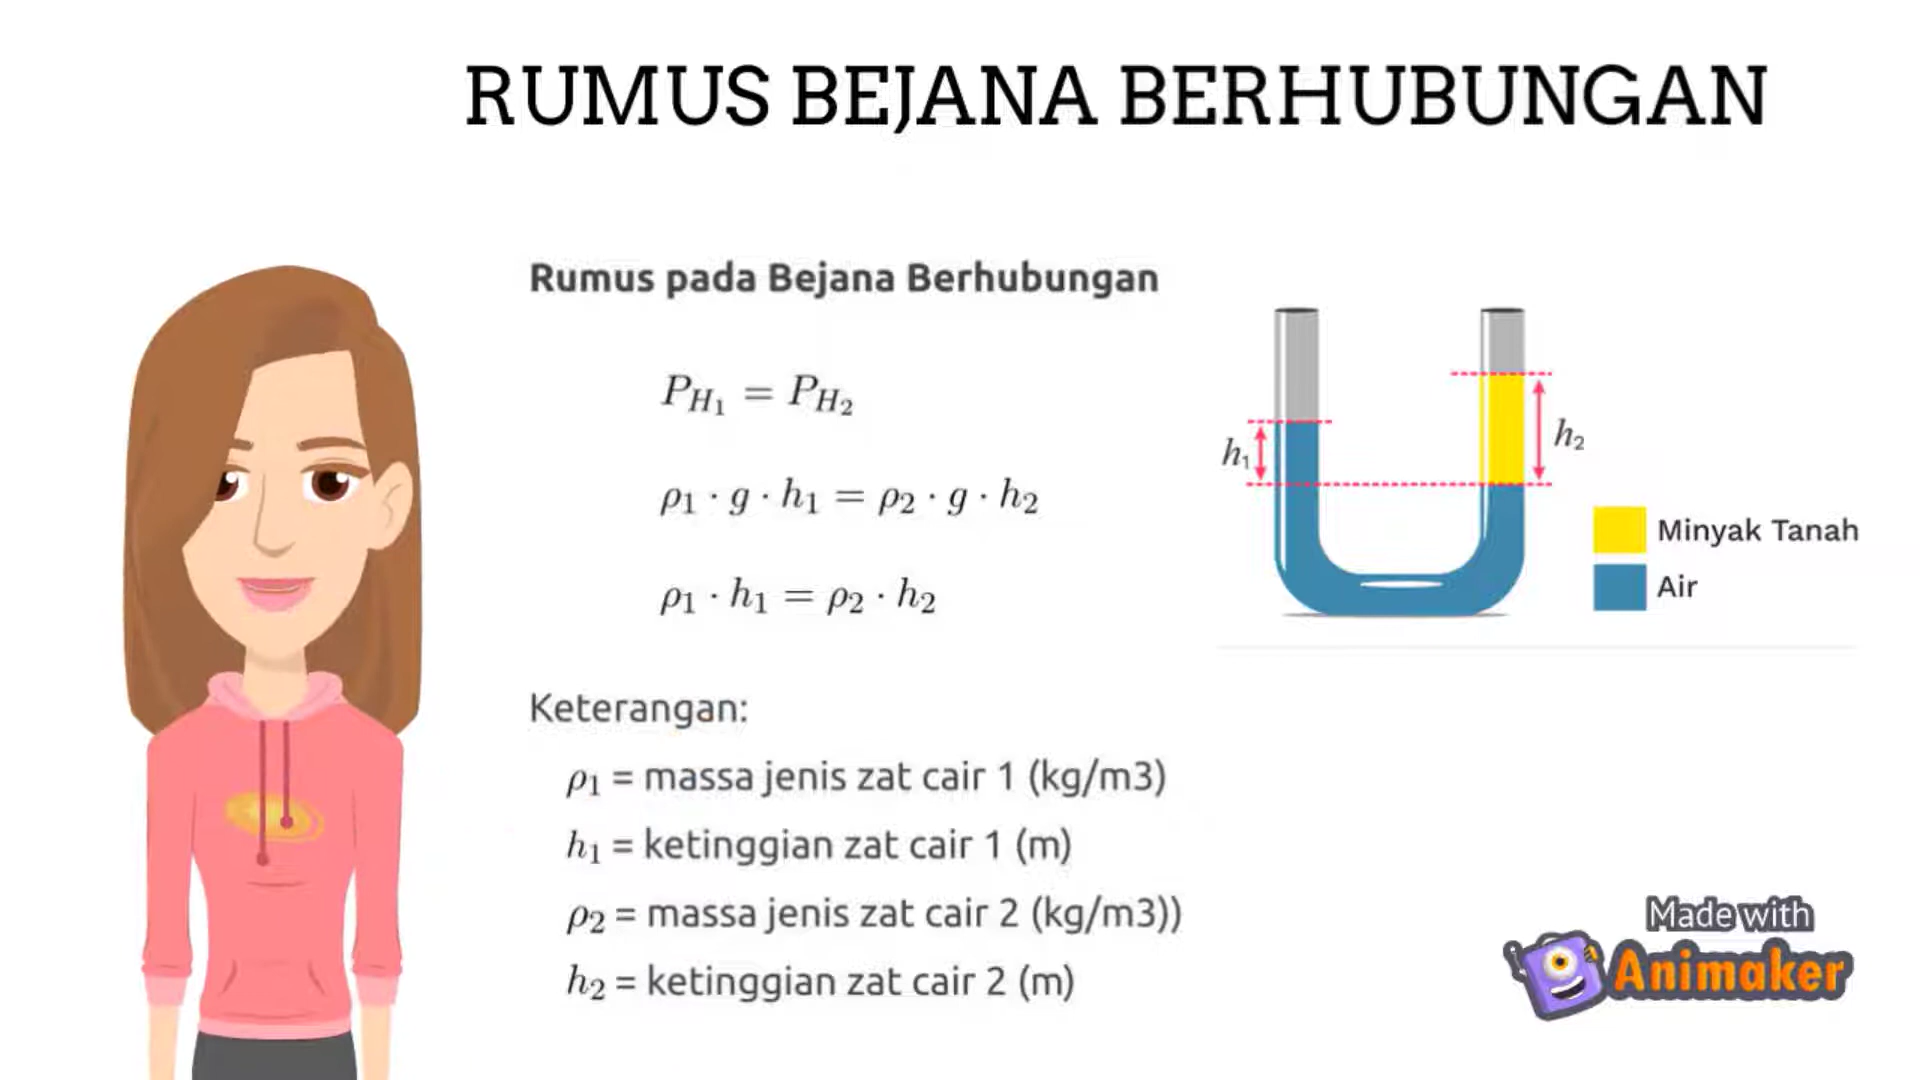 RUMUS BEJANA BERHUBUNGAN
Rumus pada Bejana Berhubungan
P_{H_1} = P_{H_2}
ρ₁ · g · h₁ = ρ₂ · g · h₂
ρ₁ · h₁ = ρ₂ · h₂
h₁
h₂
Minyak Tanah
Air
Keterangan:
ρ₁ = massa jenis zat cair 1 (kg/m3)
h₁ = ketinggian zat cair 1 (m)
ρ₂ = massa jenis zat cair 2 (kg/m3))
h₂ = ketinggian zat cair 2 (m)
Made with
Animaker